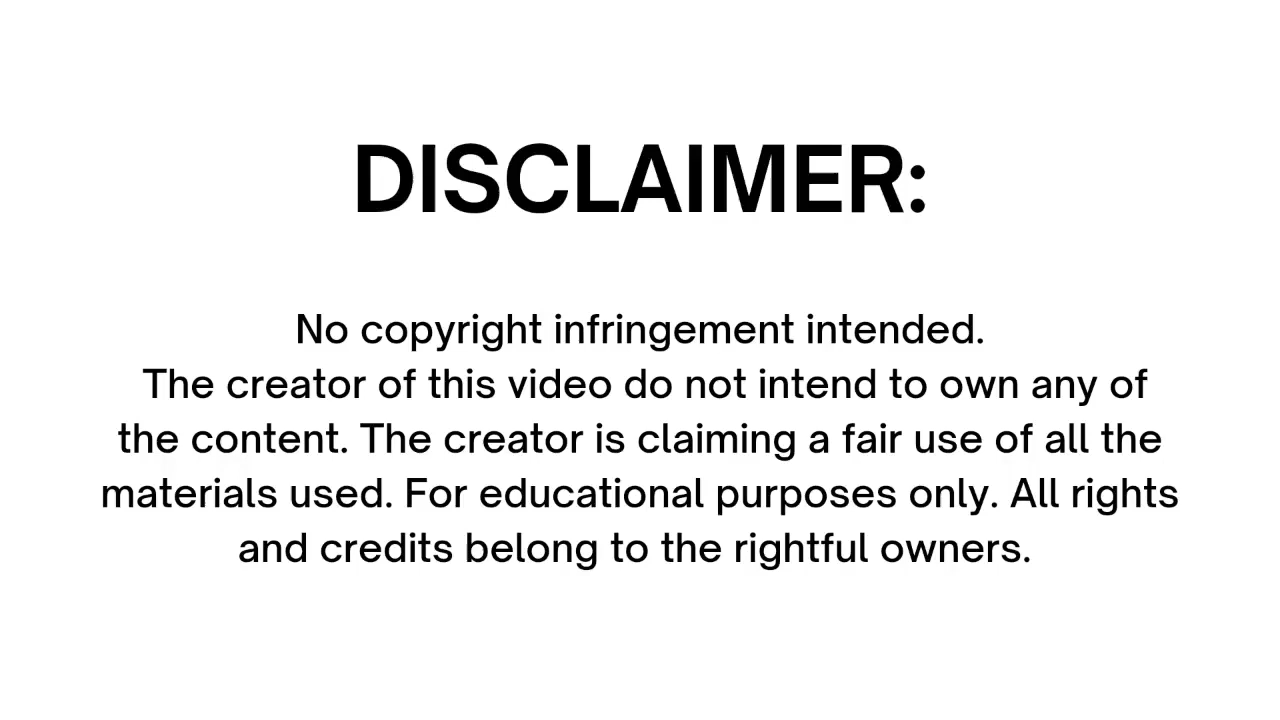 DISCLAIMER:
No copyright infringement intended.
The creator of this video do not intend to own any of
the content. The creator is claiming a fair use of all the
materials used. For educational purposes only. All rights
and credits belong to the rightful owners.